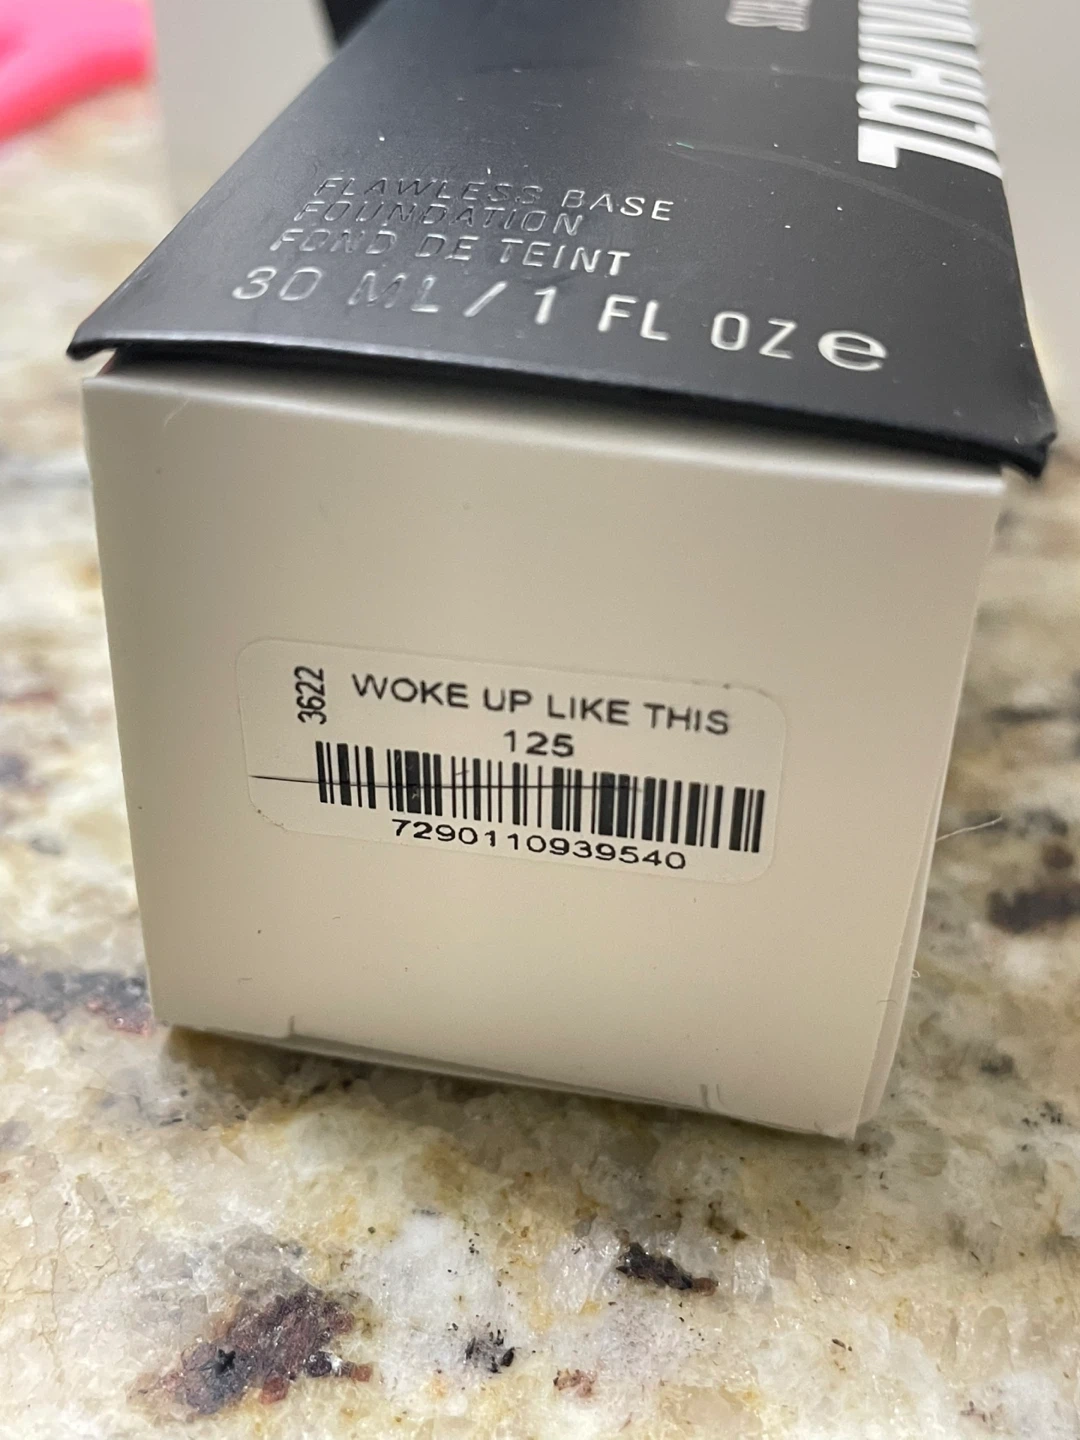 FLAWLESS BASE
FOUNDATION
FOND DE TEINT
30 ML / 1 FL OZ e
3622
WOKE UP LIKE THIS
125
7290110939540